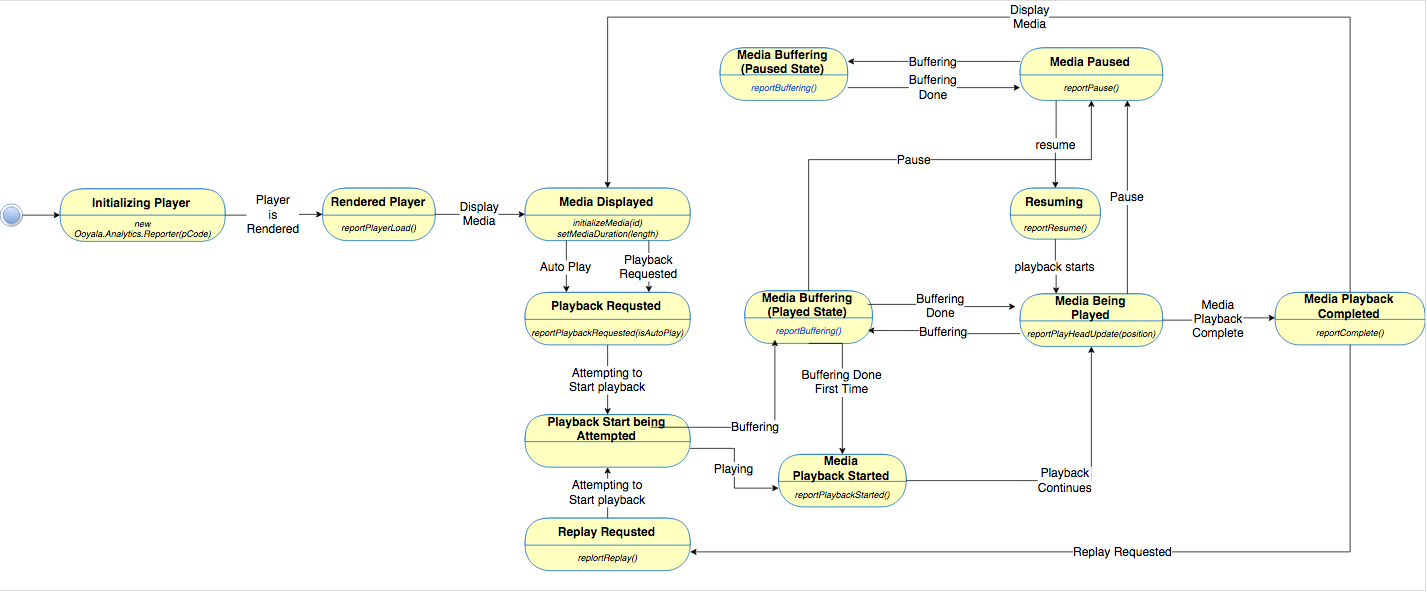 Display
Media
Media Buffering
(Paused State)
reportBuffering()
Buffering
Buffering
Done
Media Paused
reportPause()
resume
Pause
Pause
Initializing Player
new
Ooyala.Analytics.Reporter(pCode)
Player
is
Rendered
Rendered Player
reportPlayerLoad()
Display
Media
Media Displayed
initializeMedia(id)
setMediaDuration(length)
Resuming
reportResume()
Auto Play
Playback
Requested
playback starts
Playback Requsted
reportPlaybackRequested(isAutoPlay)
Media Buffering
(Played State)
reportBuffering()
Buffering
Done
Buffering
Media Being
Played
reportPlayHeadUpdate(position)
Media
Playback
Complete
Media Playback
Completed
reportComplete()
Attempting to
Start playback
Buffering Done
First Time
Playback Start being
Attempted
Buffering
Playing
Media
Playback Started
reportPlaybackStarted()
Playback
Continues
Attempting to
Start playback
Replay Requsted
replortReplay()
Replay Requested